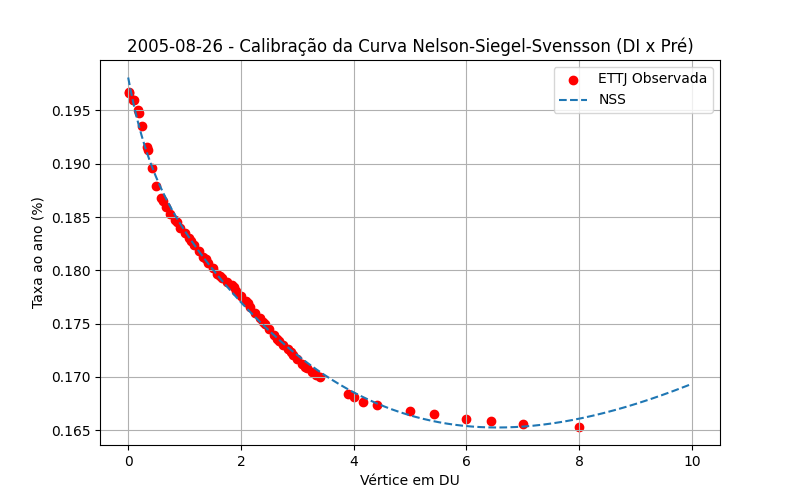 2005-08-26 - Calibração da Curva Nelson-Siegel-Svensson (DI x Pré)
ETTJ Observada
NSS
Taxa ao ano (%)
0.195
0.190
0.185
0.180
0.175
0.170
0.165
0 2 4 6 8 10
Vértice em DU